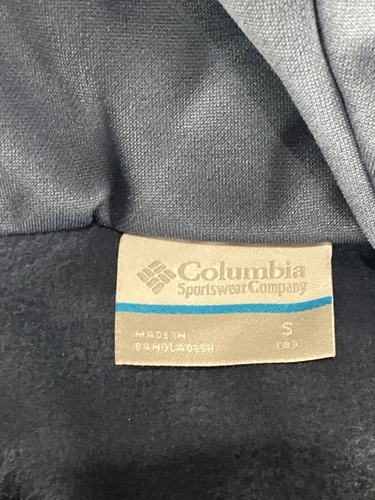 Columbia
Sportswear Company
MADE IN
BANGLADESH
S